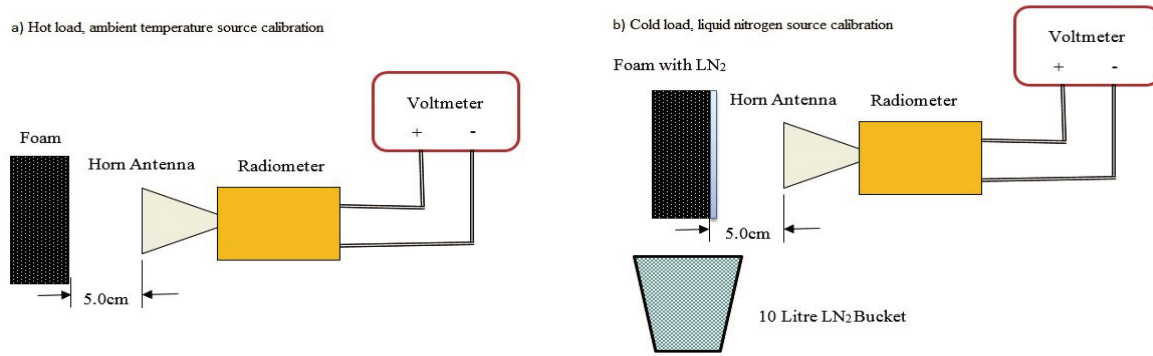 a) Hot load, ambient temperature source calibration
Voltmeter
+ -
Foam
Horn Antenna
Radiometer
5.0cm
b) Cold load, liquid nitrogen source calibration
Voltmeter
+ -
Foam with LN₂
Horn Antenna
Radiometer
5.0cm
10 Litre LN₂ Bucket